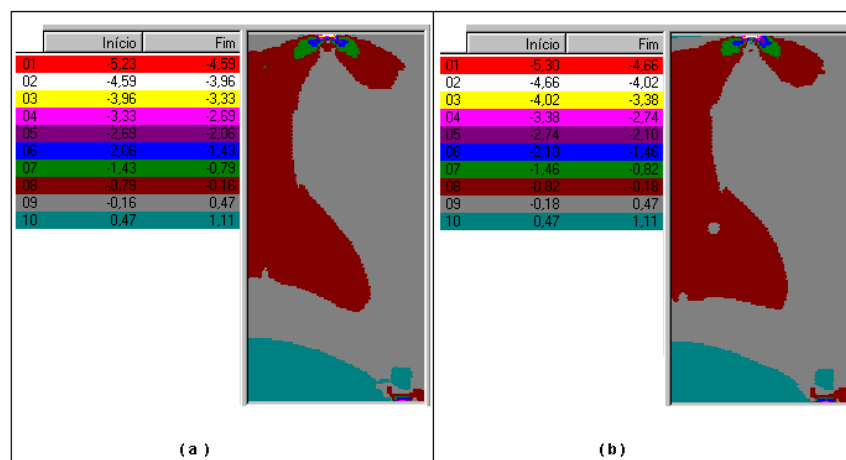 Início Fim
01 -5,23 -4,59
02 -4,59 -3,96
03 -3,96 -3,33
04 -3,33 -2,69
05 -2,69 -2,06
06 -2,06 -1,43
07 -1,43 -0,79
08 -0,79 -0,16
09 -0,16 0,47
10 0,47 1,11
(a)
Início Fim
01 -5,30 -4,66
02 -4,66 -4,02
03 -4,02 -3,38
04 -3,38 -2,74
05 -2,74 -2,10
06 -2,10 -1,46
07 -1,46 -0,82
08 -0,82 -0,18
09 -0,18 0,47
10 0,47 1,11
(b)